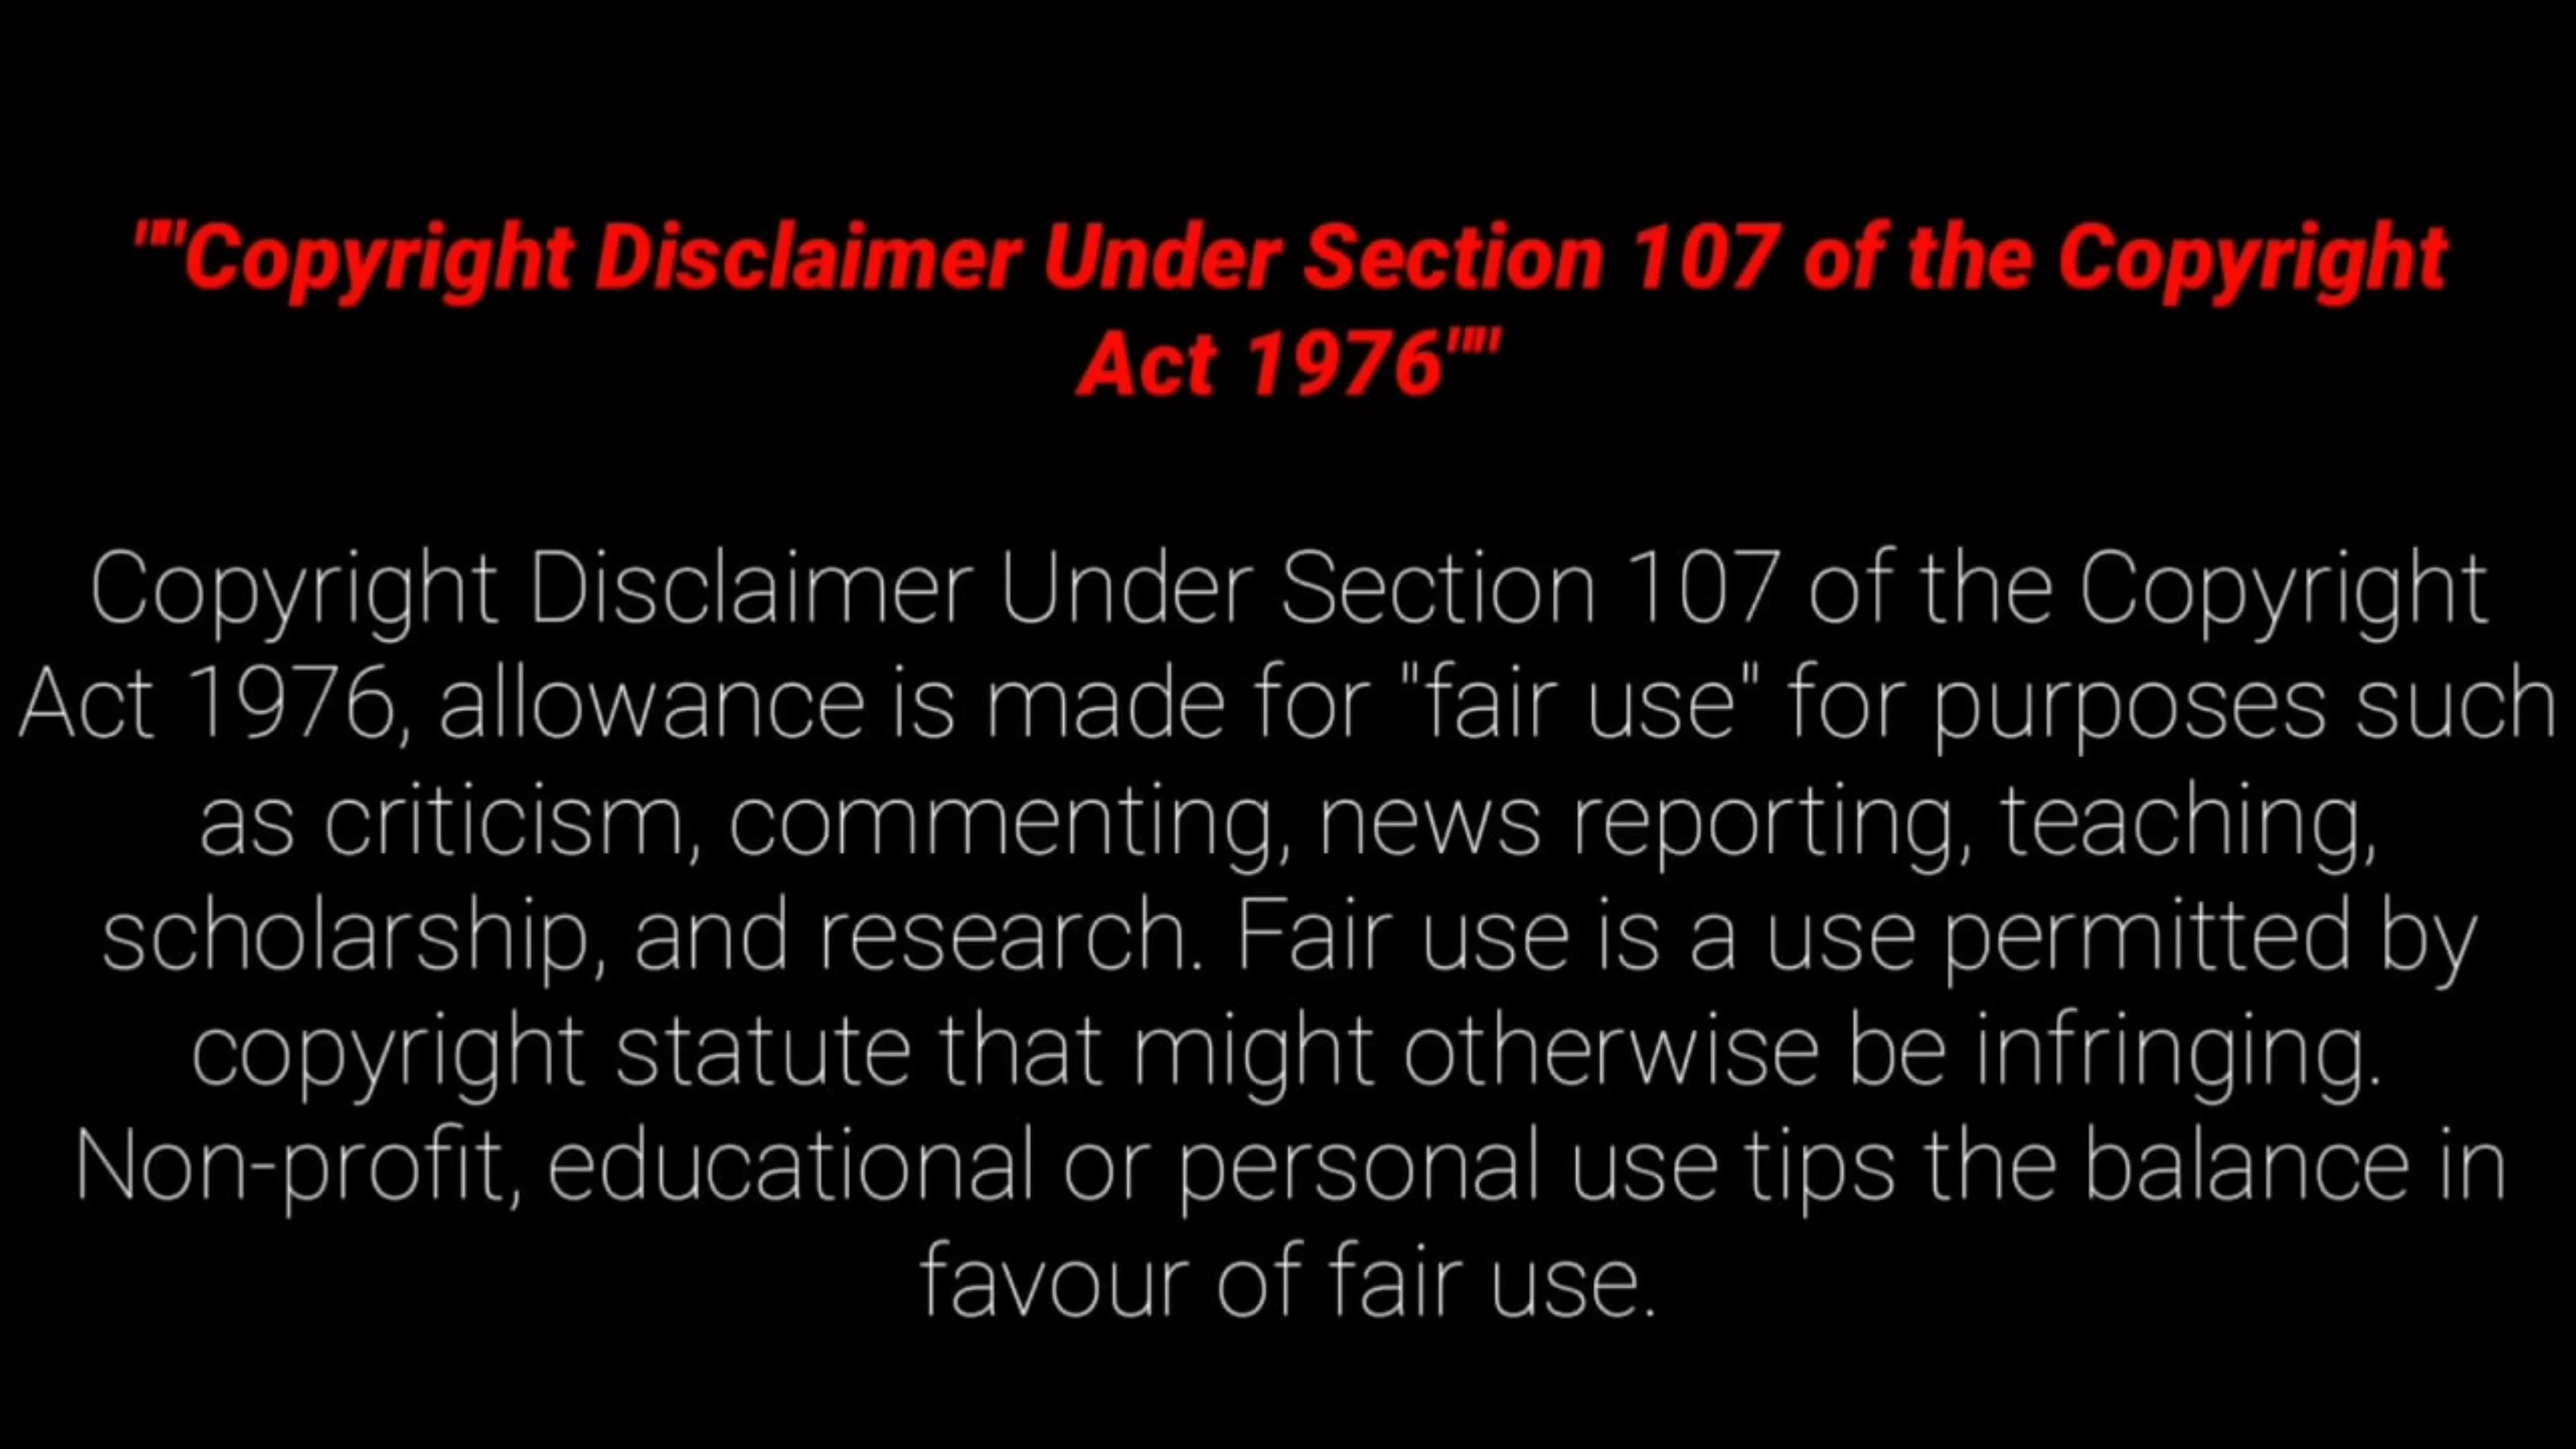 ""Copyright Disclaimer Under Section 107 of the Copyright
Act 1976""
Copyright Disclaimer Under Section 107 of the Copyright
Act 1976, allowance is made for "fair use" for purposes such
as criticism, commenting, news reporting, teaching,
scholarship, and research. Fair use is a use permitted by
copyright statute that might otherwise be infringing.
Non-profit, educational or personal use tips the balance in
favour of fair use.